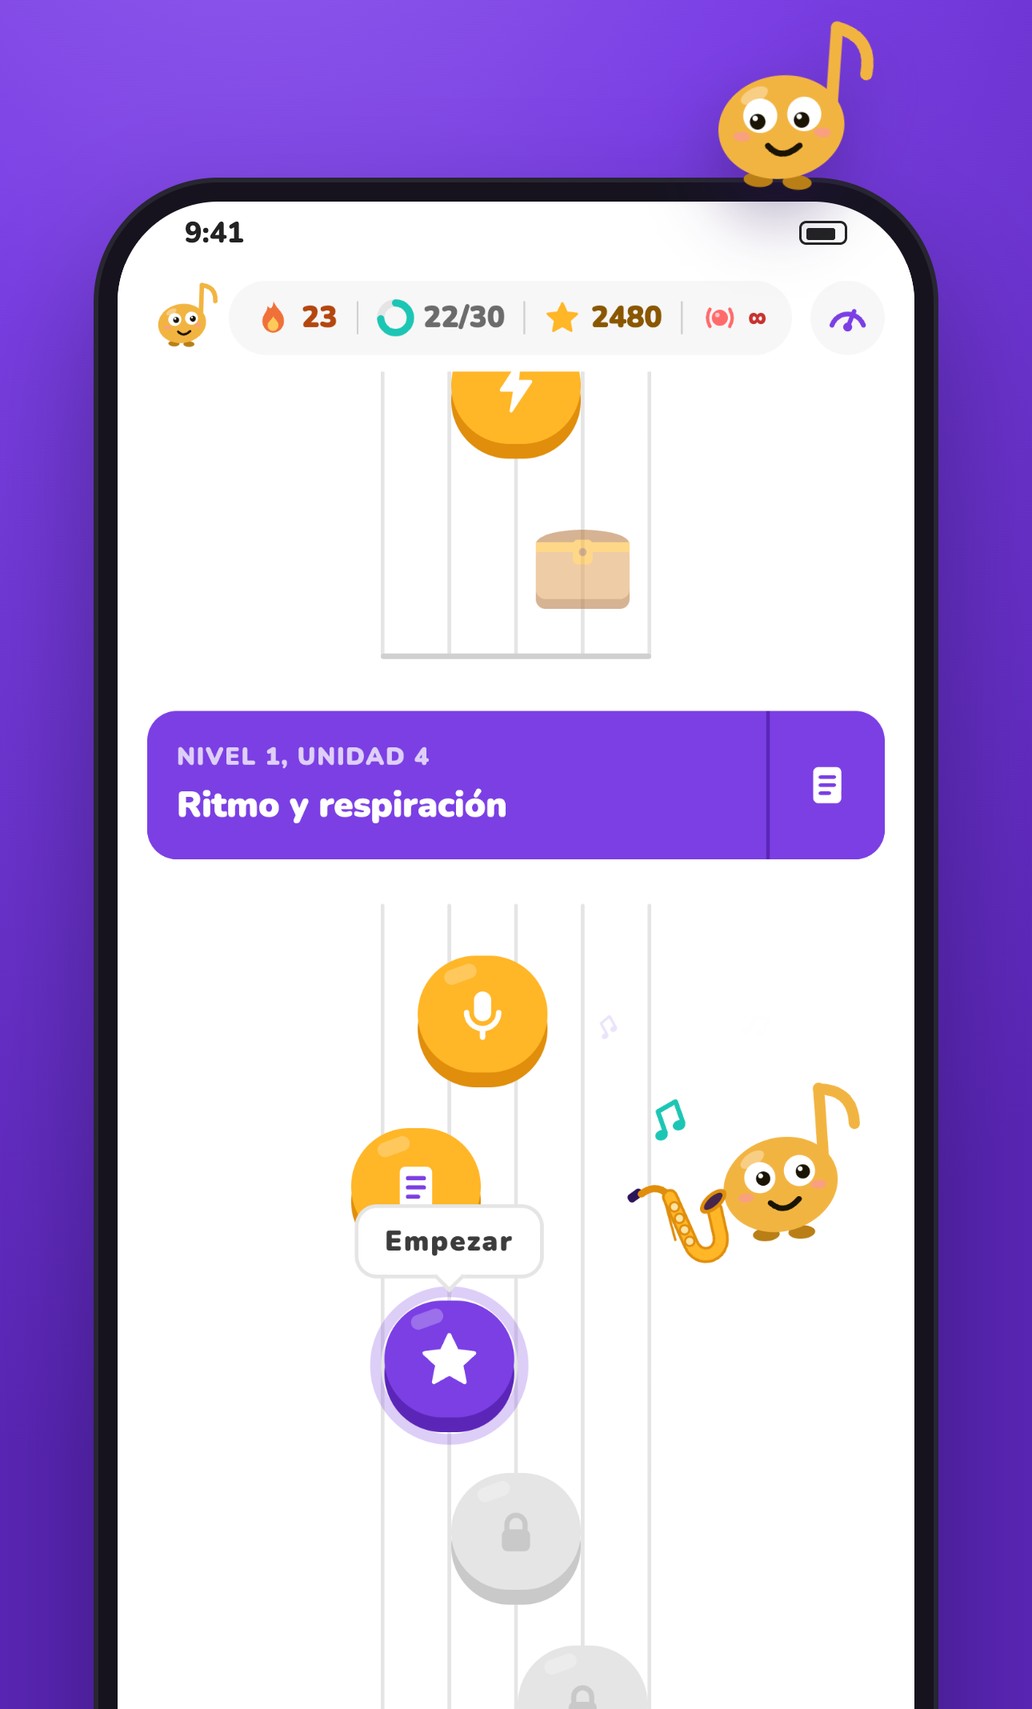 9:41
23 22/30 2480 ∞
NIVEL 1, UNIDAD 4
Ritmo y respiración
Empezar